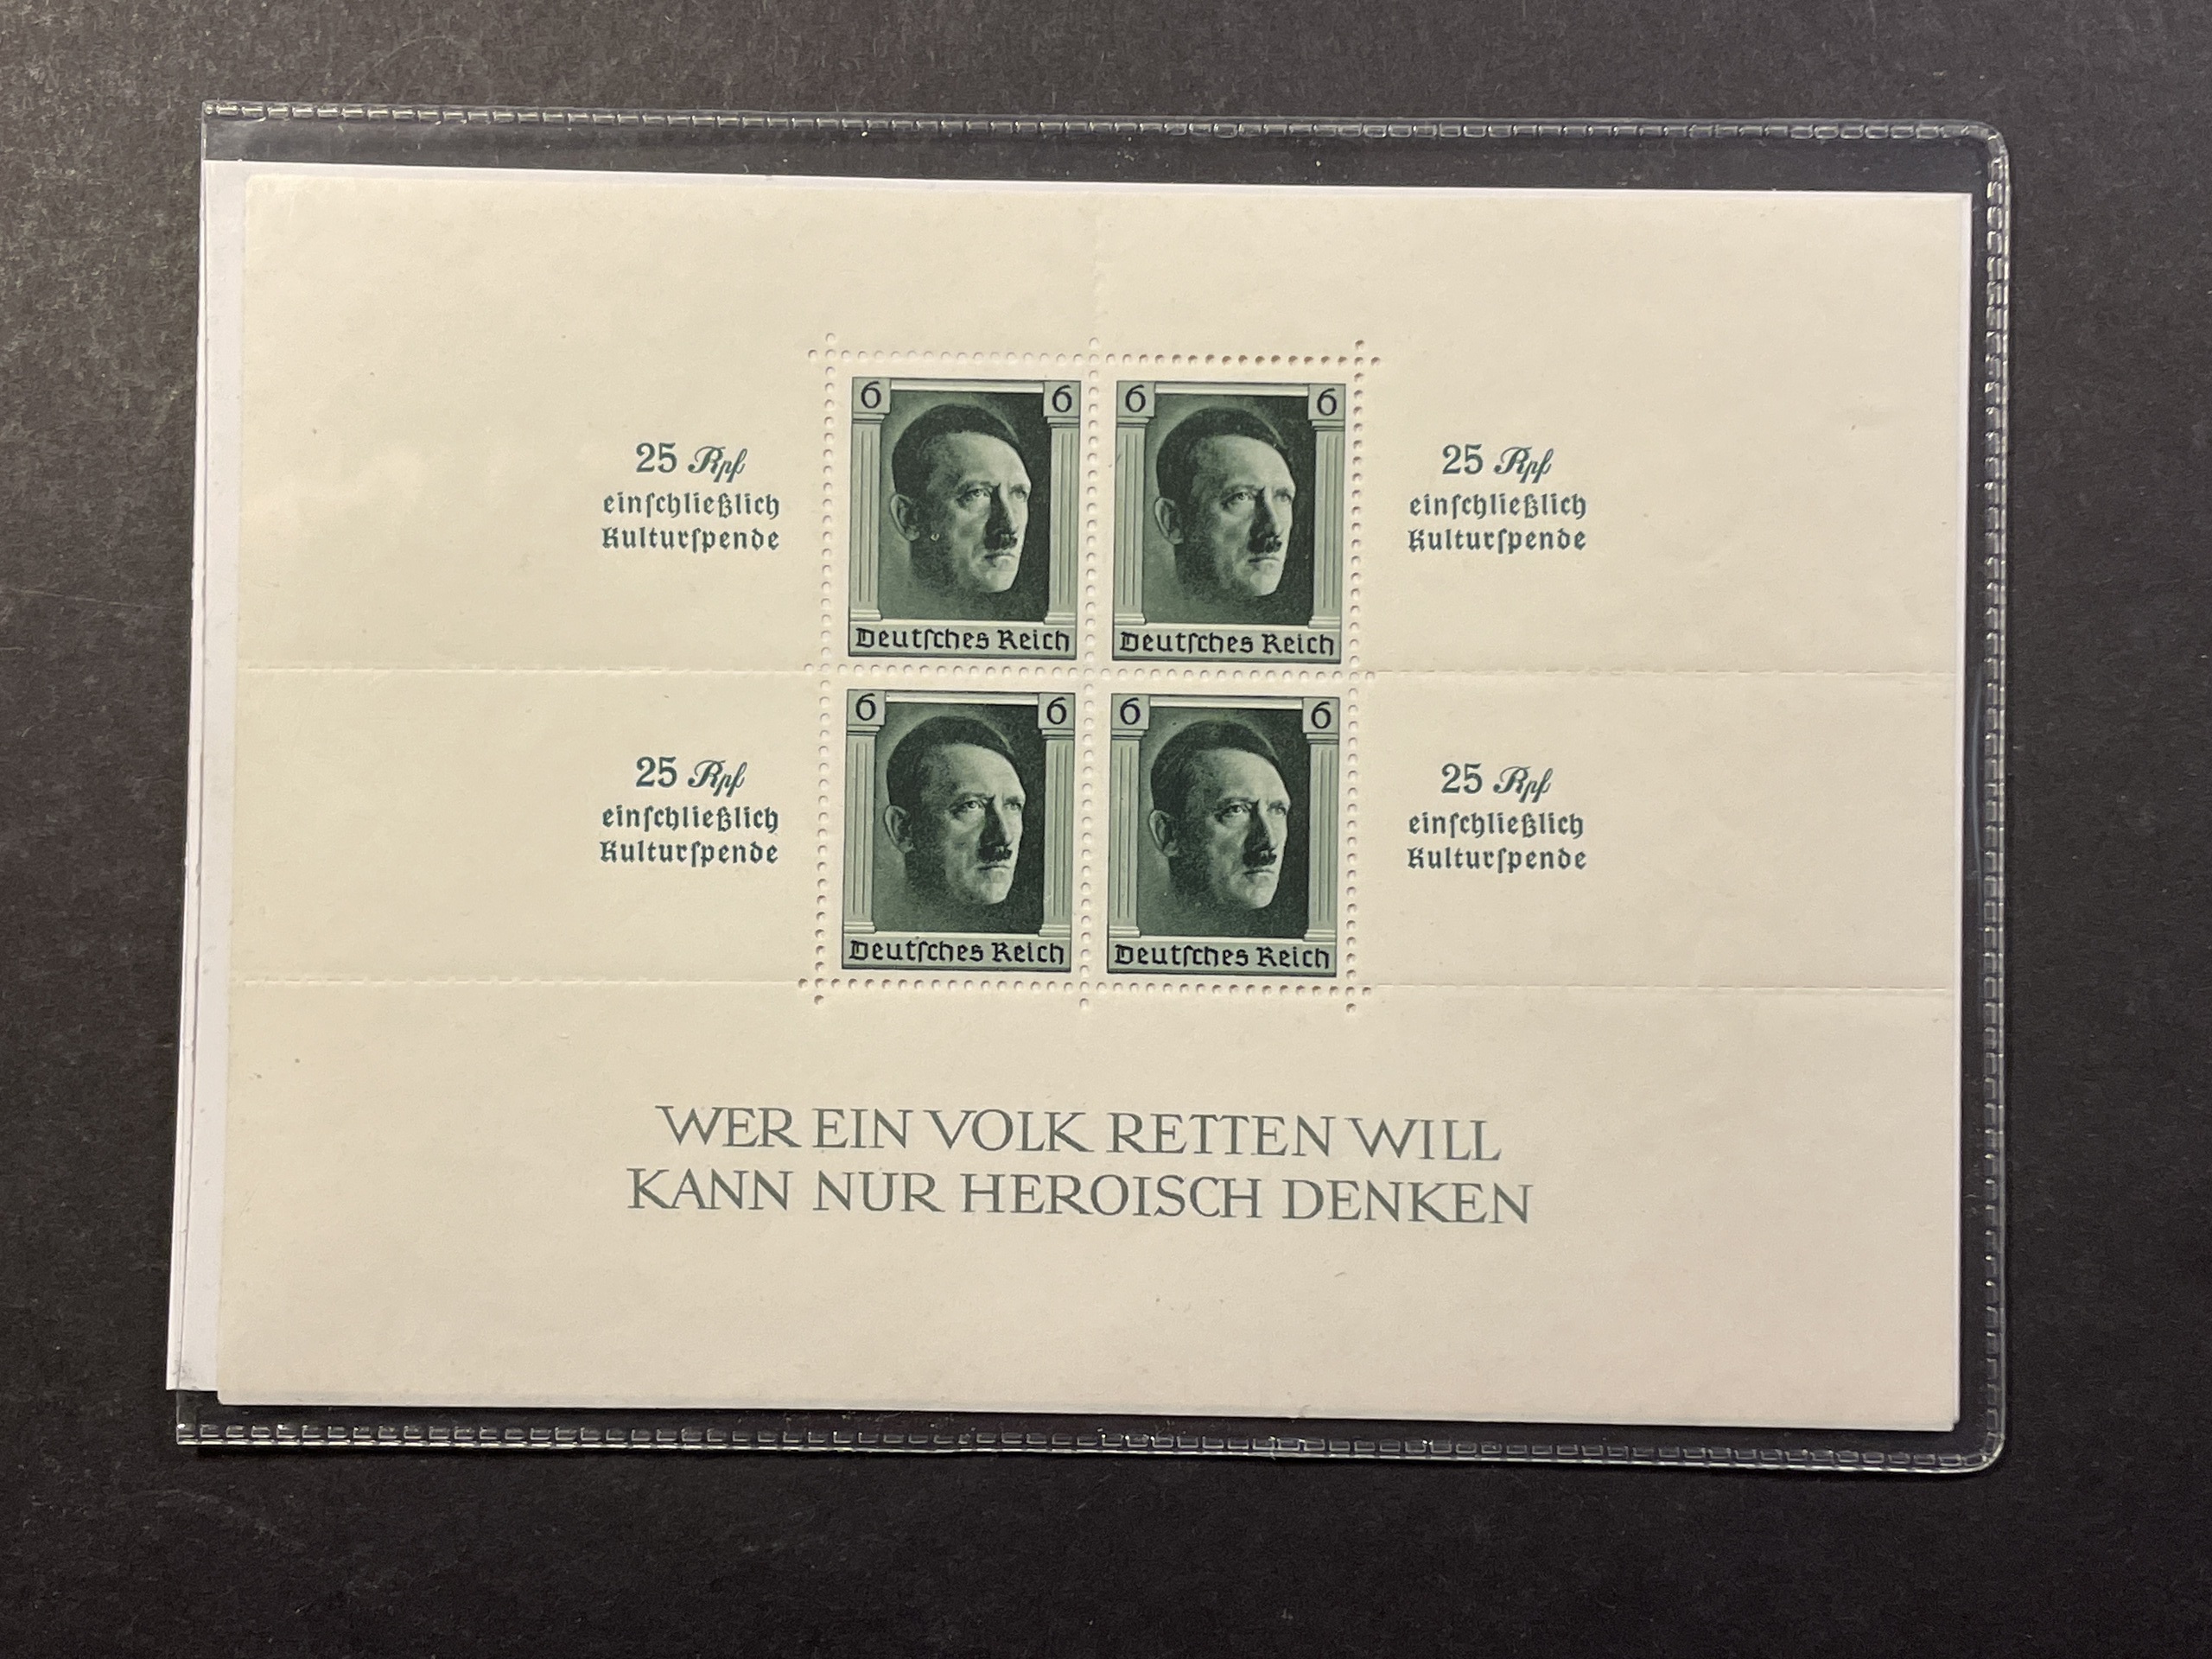 6 6 6 6
25 Rpf 25 Rpf
einſchließlich einſchließlich
Kulturſpende Kulturſpende
Deutſches Reich Deutſches Reich
6 6 6 6
25 Rpf 25 Rpf
einſchließlich einſchließlich
Kulturſpende Kulturſpende
Deutſches Reich Deutſches Reich
WER EIN VOLK RETTEN WILL
KANN NUR HEROISCH DENKEN